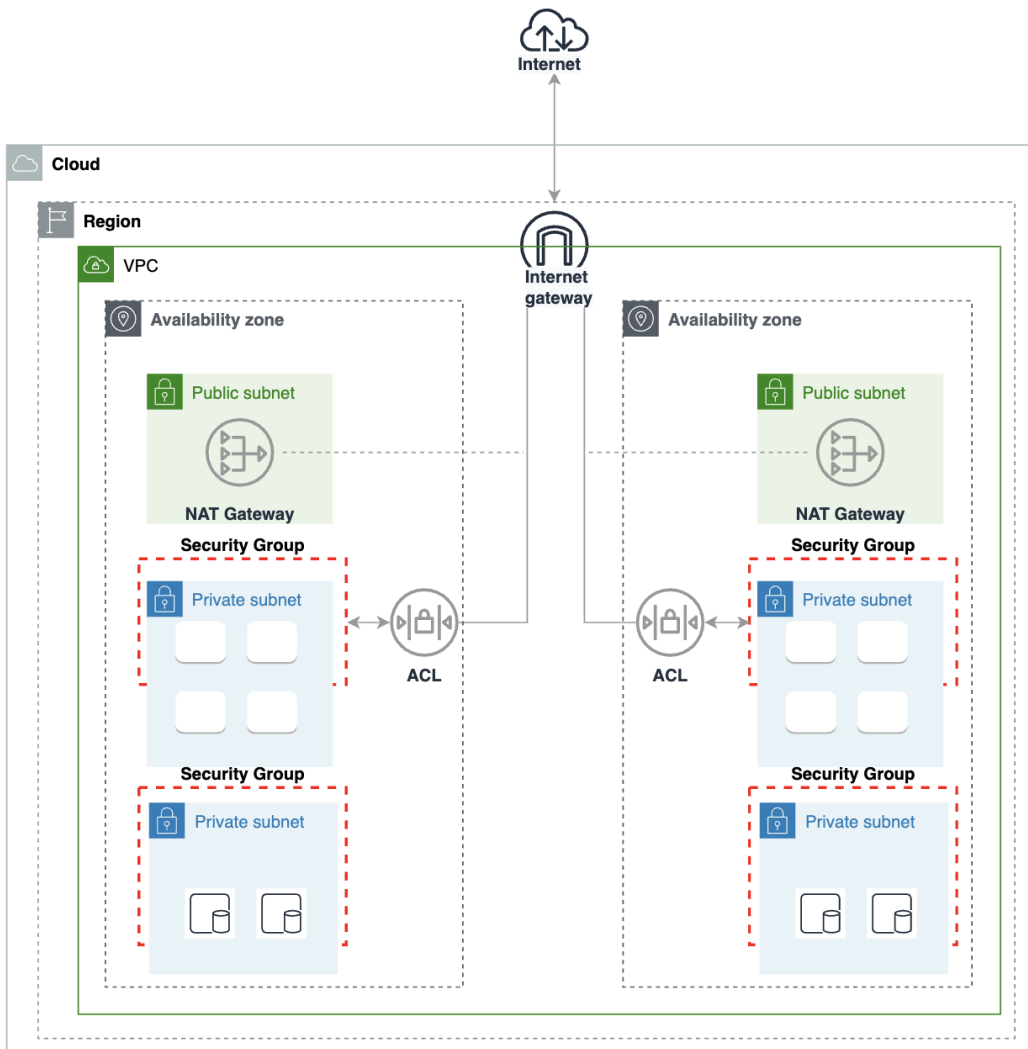 Internet
Cloud
Region
VPC
Internet
gateway
Availability zone
Availability zone
Public subnet
Public subnet
NAT Gateway
NAT Gateway
Security Group
Security Group
Private subnet
Private subnet
ACL
ACL
Security Group
Security Group
Private subnet
Private subnet